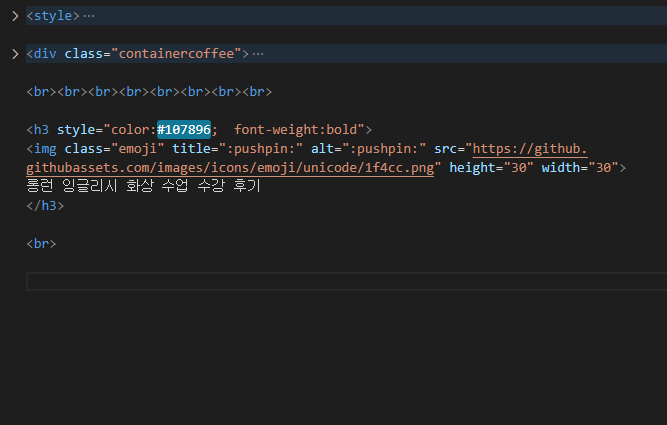 <style>…
<div class="containercoffee">…
<br><br><br><br><br><br><br><br>
<h3 style="color:#107896;  font-weight:bold">
<img class="emoji" title=":pushpin:" alt=":pushpin:" src="https://github.
githubassets.com/images/icons/emoji/unicode/1f4cc.png" height="30" width="30">
통런 잉글리시 화상 수업 수강 후기
</h3>
<br>